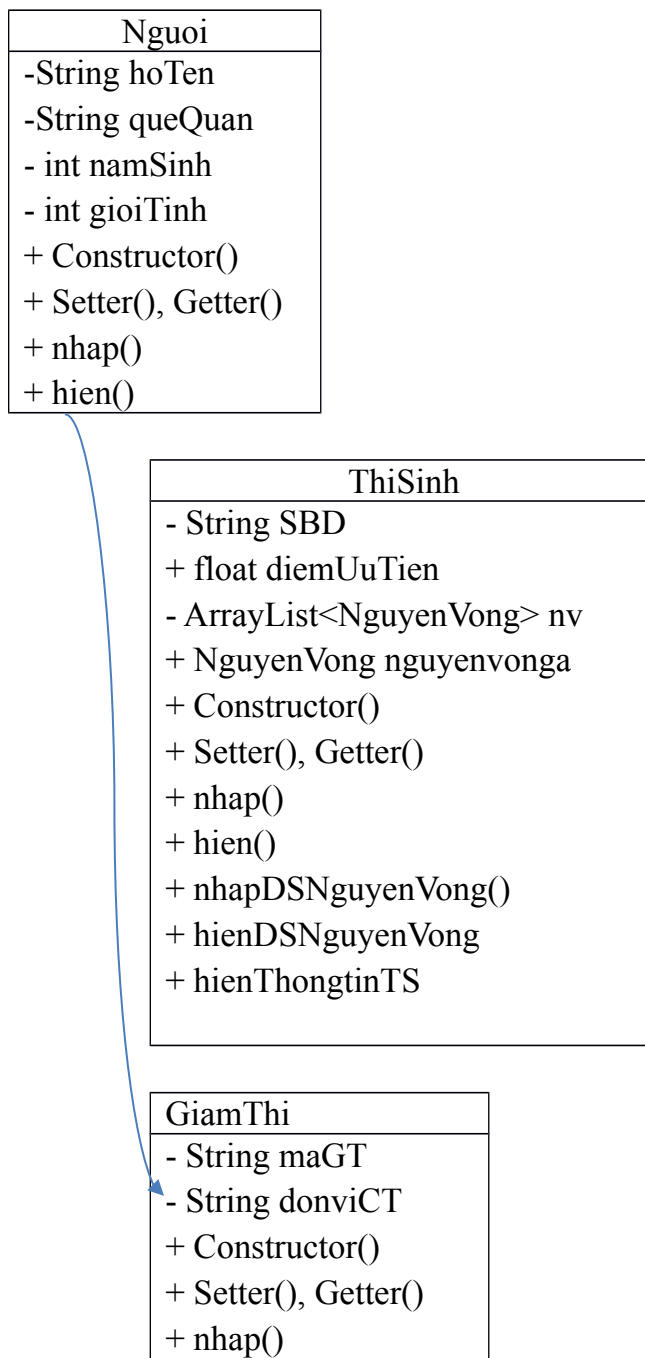 Nguoi
-String hoTen
-String queQuan
- int namSinh
- int gioiTinh
+ Constructor()
+ Setter(), Getter()
+ nhap()
+ hien()
ThiSinh
- String SBD
+ float diemUuTien
- ArrayList<NguyenVong> nv
+ NguyenVong nguyenvonga
+ Constructor()
+ Setter(), Getter()
+ nhap()
+ hien()
+ nhapDSNguyenVong()
+ hienDSNguyenVong
+ hienThongtinTS
GiamThi
- String maGT
- String donviCT
+ Constructor()
+ Setter(), Getter()
+ nhap()